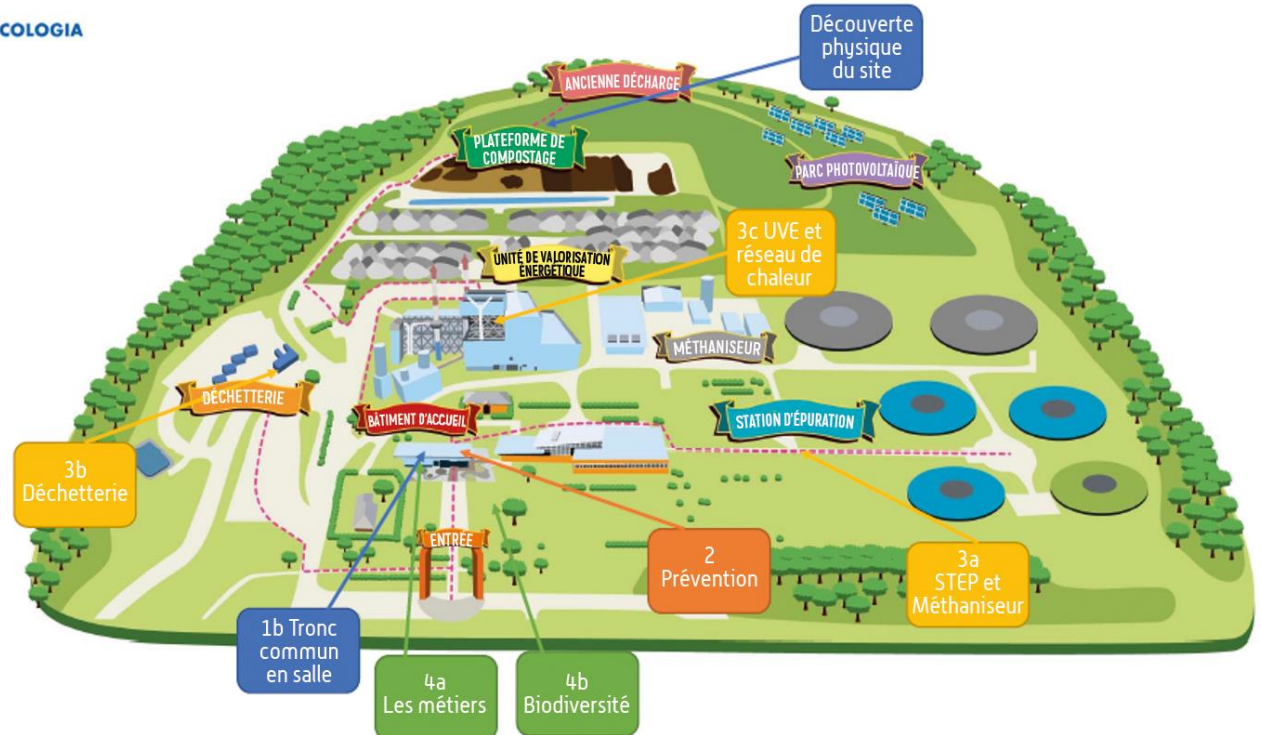 COLOGIA
Découverte
physique
du site
ANCIENNE DÉCHARGE
PLATEFORME DE
COMPOSTAGE
PARC PHOTOVOLTAÏQUE
3c UVE et
réseau de
chaleur
UNITÉ DE VALORISATION
ÉNERGÉTIQUE
MÉTHANISEUR
DÉCHETTERIE
BÂTIMENT D'ACCUEIL
STATION D'ÉPURATION
3b
Déchetterie
ENTRÉE
2
Prévention
3a
STEP et
Méthaniseur
1b Tronc
commun
en salle
4a
Les métiers
4b
Biodiversité